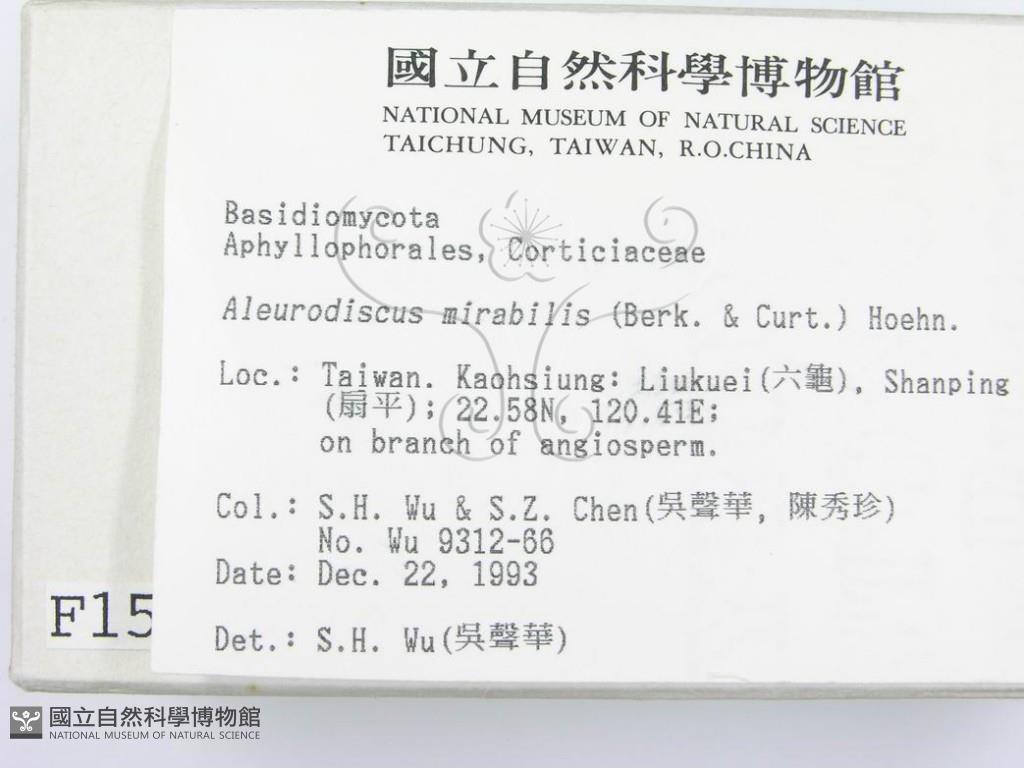 國立自然科學博物館
NATIONAL MUSEUM OF NATURAL SCIENCE
TAICHUNG, TAIWAN, R.O.CHINA
Basidiomycota
Aphyllophorales, Corticiaceae
Aleurodiscus mirabilis (Berk. & Curt.) Hoehn.
Loc.: Taiwan. Kaohsiung: Liukuei(六龜), Shanping
(扇平); 22.58N, 120.41E;
on branch of angiosperm.
Col.: S.H. Wu & S.Z. Chen(吳聲華, 陳秀珍)
No. Wu 9312-66
Date: Dec. 22, 1993
Det.: S.H. Wu(吳聲華)
F15
國立自然科學博物館
NATIONAL MUSEUM OF NATURAL SCIENCE